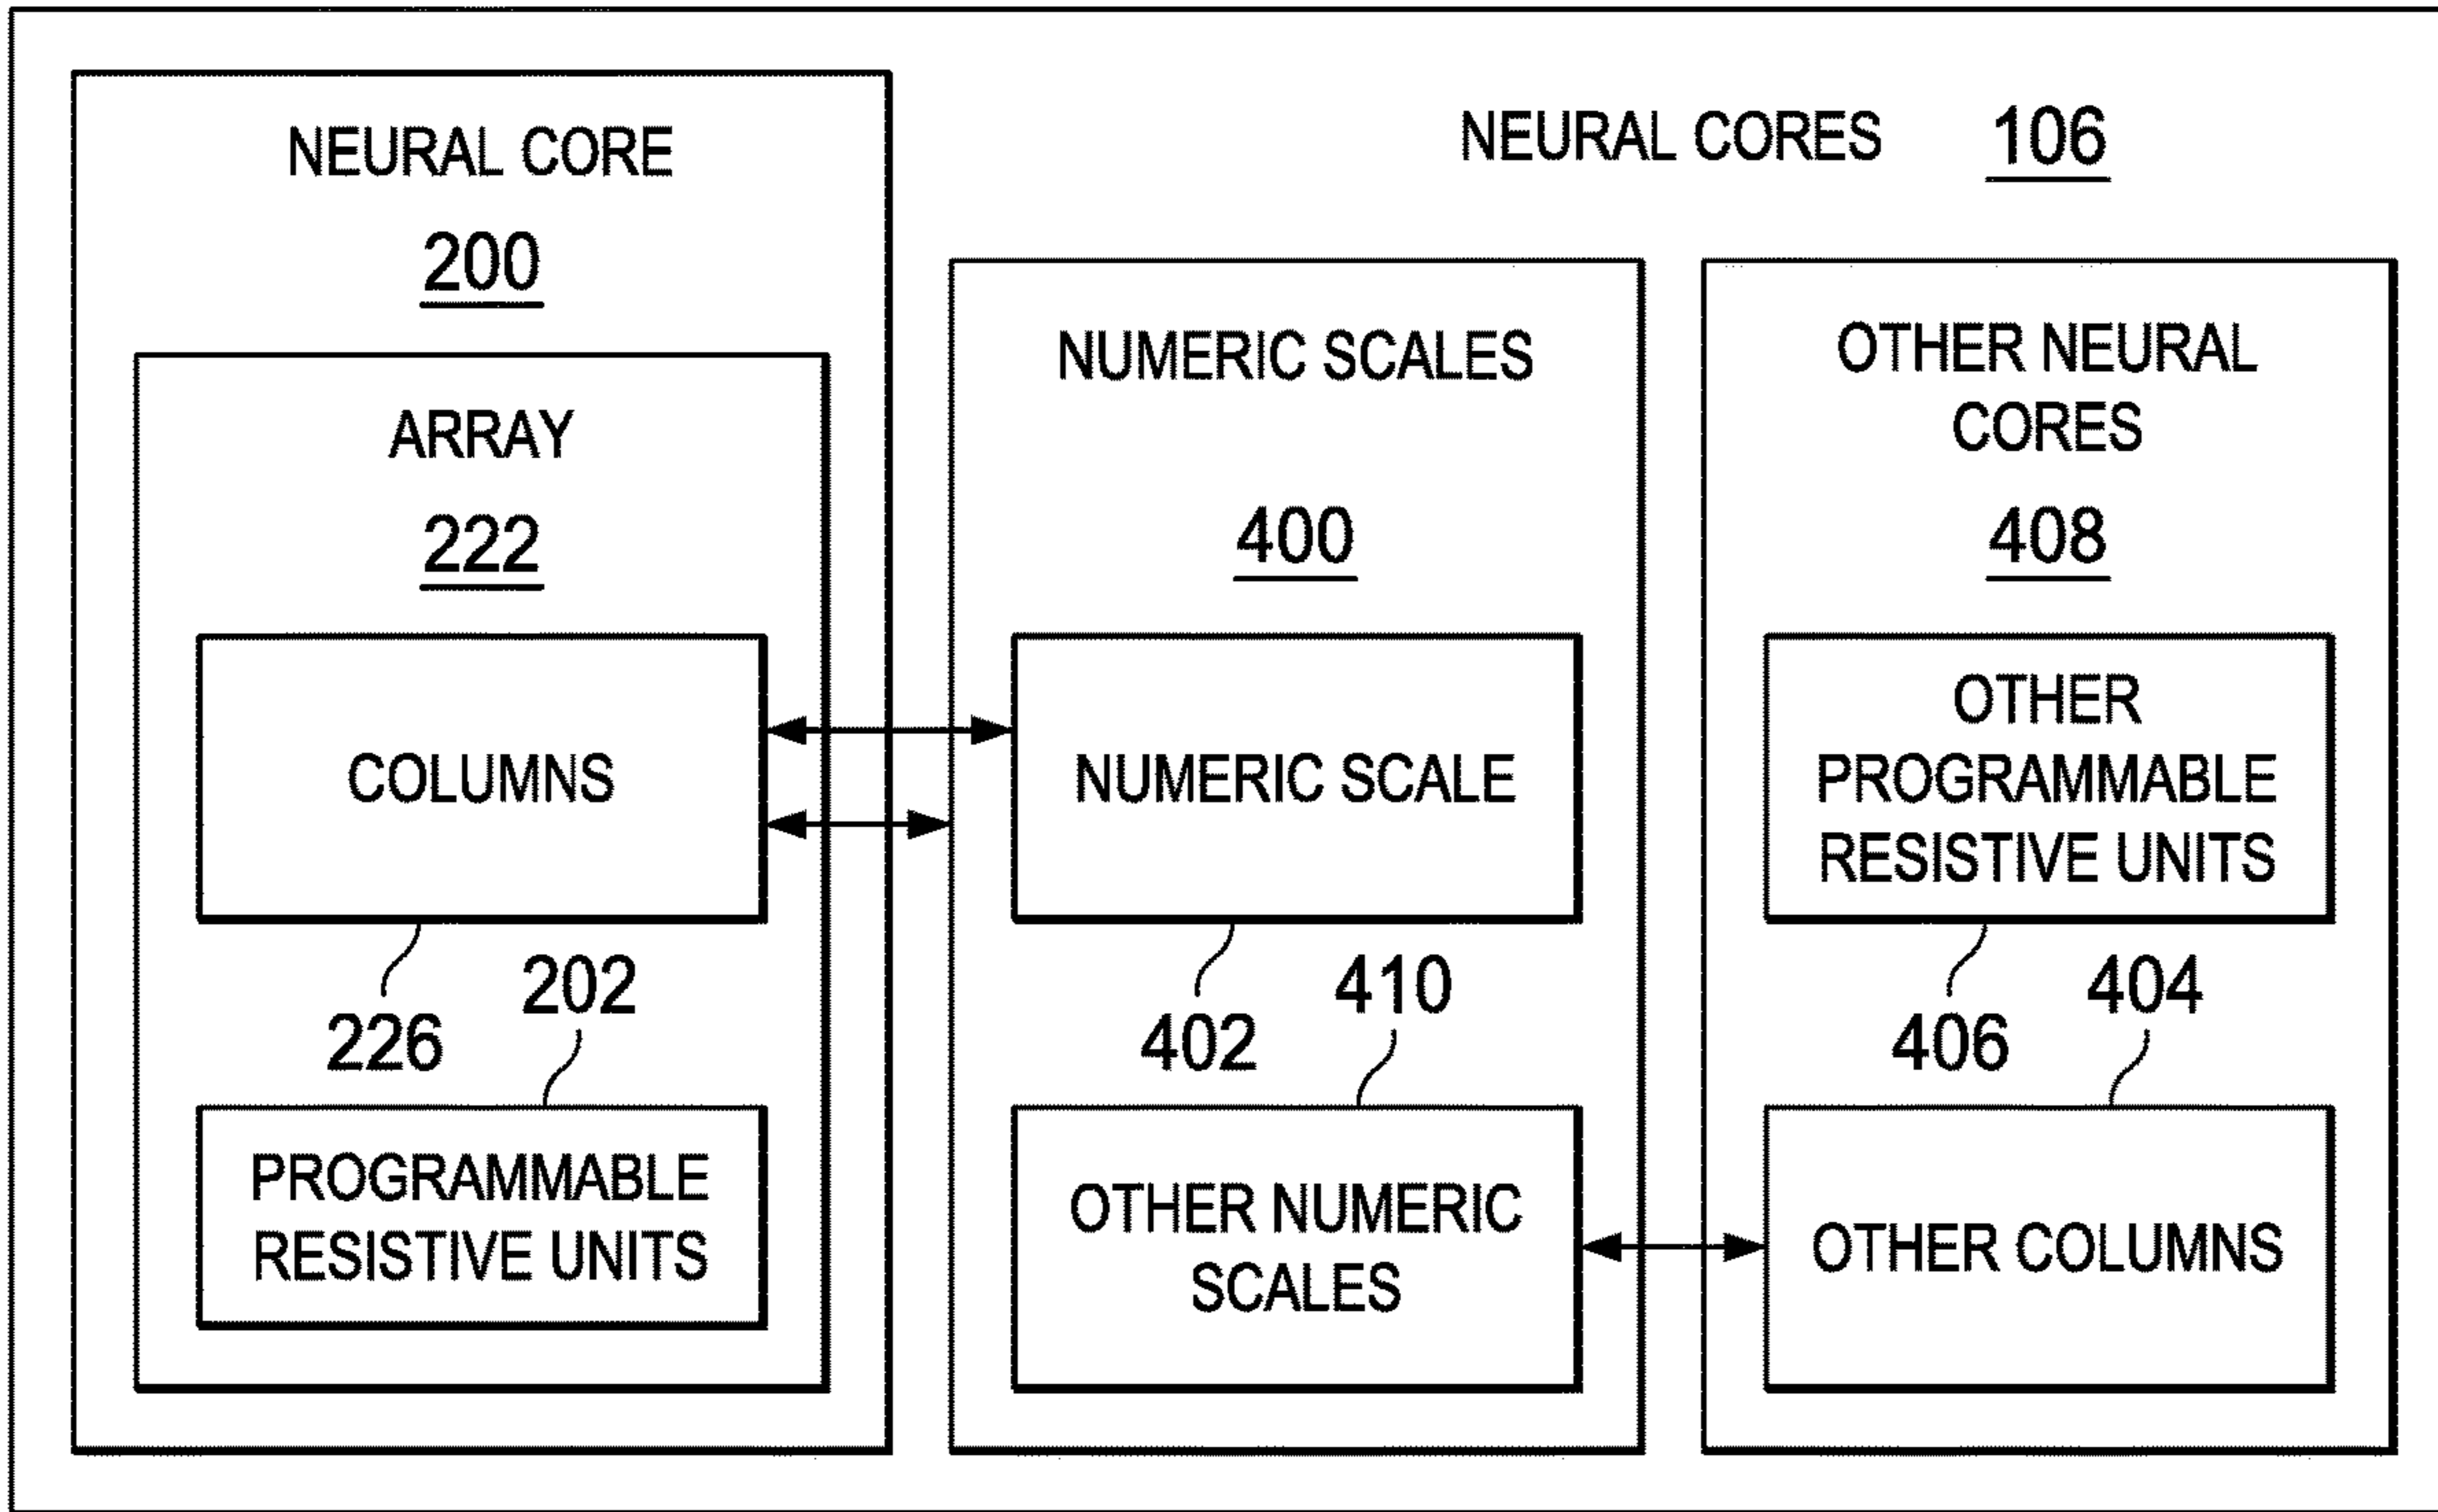 NEURAL CORES 106
NEURAL CORE
200
ARRAY
222
COLUMNS
226
202
PROGRAMMABLE
RESISTIVE UNITS
NUMERIC SCALES
400
NUMERIC SCALE
402
410
OTHER NUMERIC
SCALES
OTHER NEURAL
CORES
408
OTHER
PROGRAMMABLE
RESISTIVE UNITS
406
404
OTHER COLUMNS